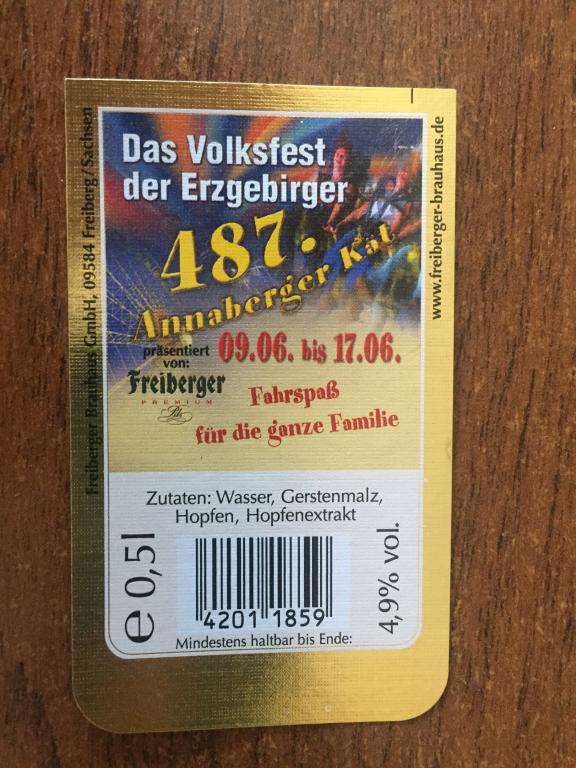 Das Volksfest
der Erzgebirger
487.
Annaberger Kät
präsentiert
von:
09.06. bis 17.06.
Freiberger
PREMIUM
Pils
Fahrspaß
für die ganze Familie
Zutaten: Wasser, Gerstenmalz,
Hopfen, Hopfenextrakt
e 0,5l
4201 1859
4,9% vol.
Mindestens haltbar bis Ende:
Freiberger Brauhaus GmbH, 09584 Freiberg/Sachsen
www.freiberger-brauhaus.de